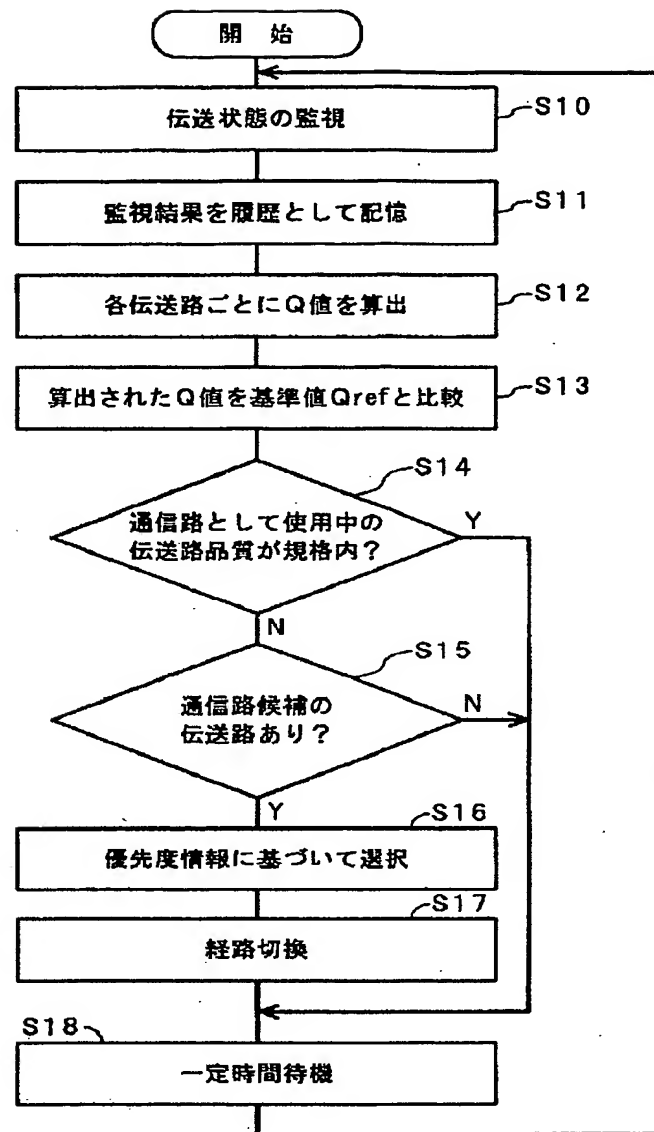 開 始
伝送状態の監視
S10
監視結果を履歴として記憶
S11
各伝送路ごとにQ値を算出
S12
算出されたQ値を基準値Qrefと比較
S13
S14
通信路として使用中の
伝送路品質が規格内?
Y
N
S15
通信路候補の
伝送路あり?
N
Y
S16
優先度情報に基づいて選択
S17
経路切換
S18
一定時間待機